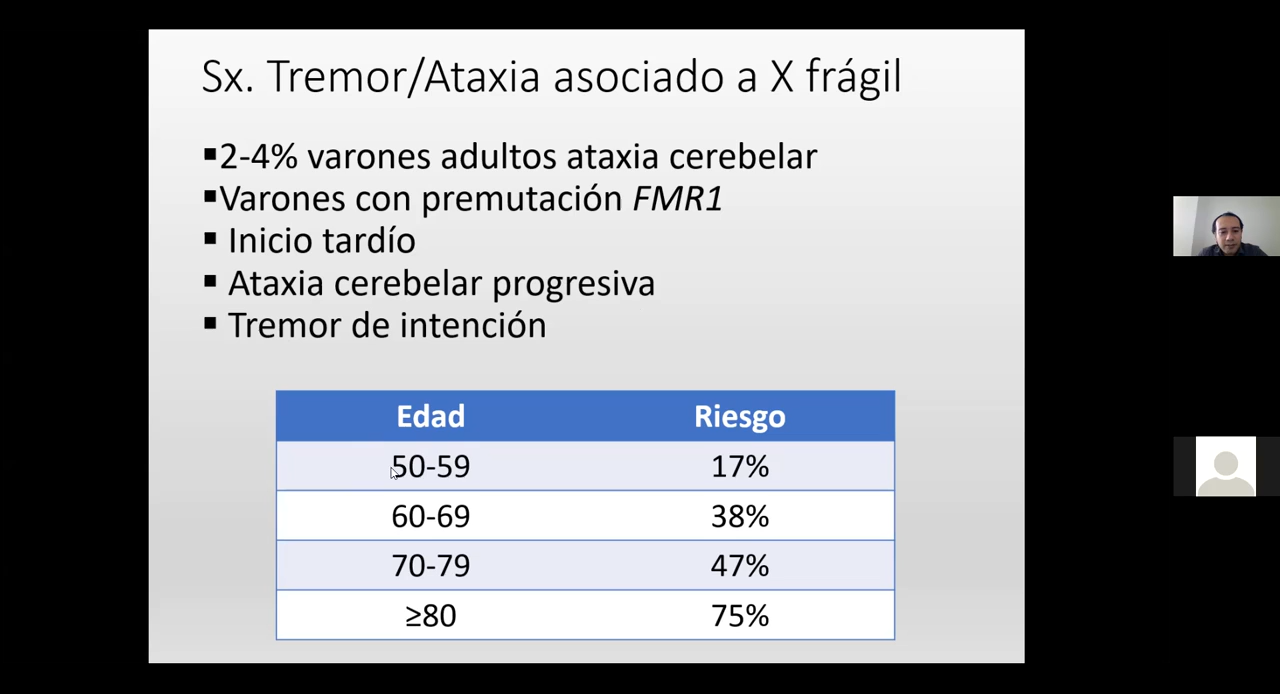 Sx. Tremor/Ataxia asociado a X frágil
▪2-4% varones adultos ataxia cerebelar
▪Varones con premutación FMR1
▪ Inicio tardío
▪ Ataxia cerebelar progresiva
▪ Tremor de intención
Edad Riesgo
50-59 17%
60-69 38%
70-79 47%
≥80 75%